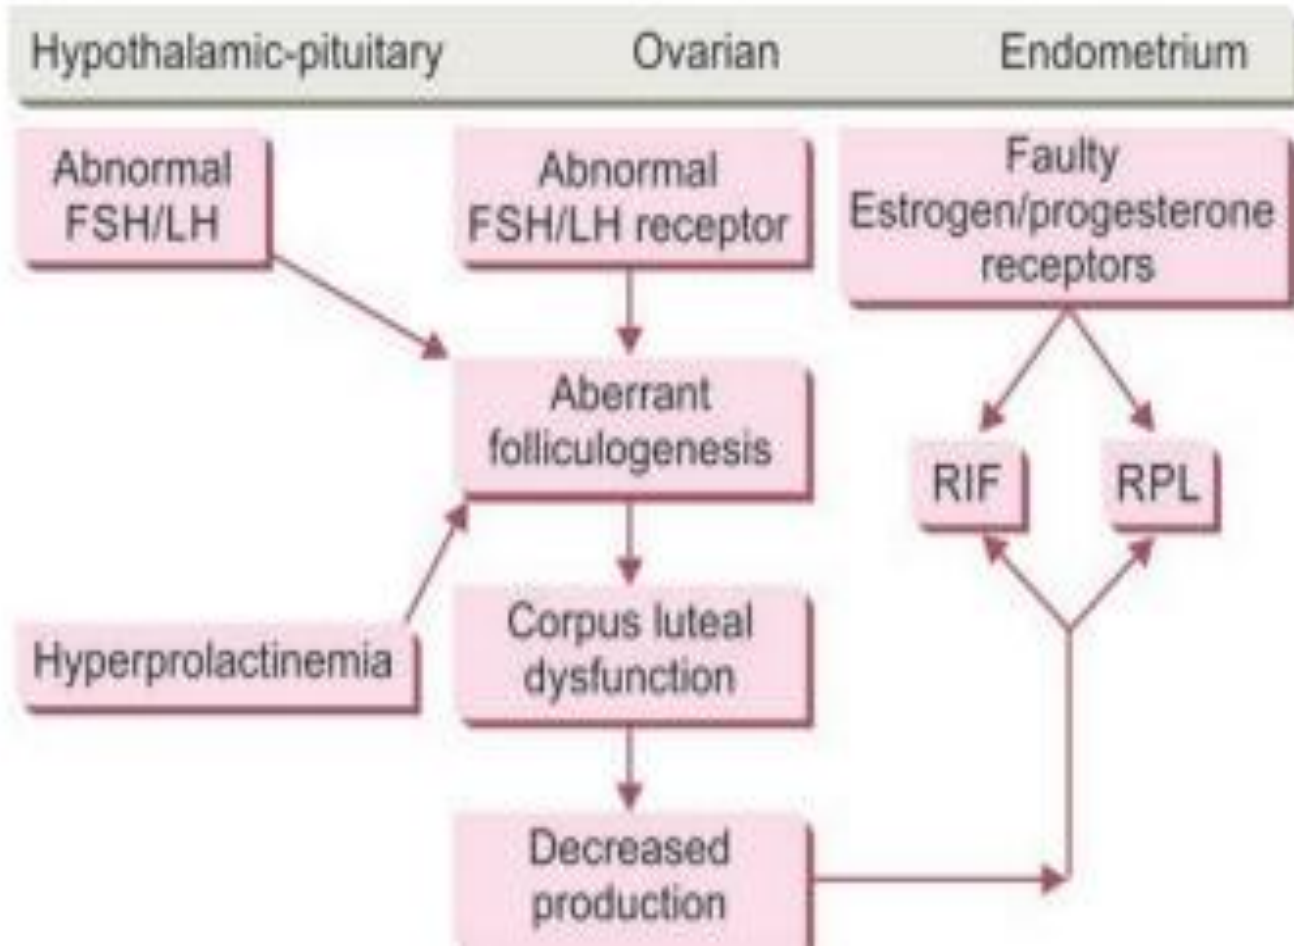 Hypothalamic-pituitary Ovarian Endometrium
Abnormal
FSH/LH
Abnormal
FSH/LH receptor
Faulty
Estrogen/progesterone
receptors
Aberrant
folliculogenesis
RIF
RPL
Hyperprolactinemia
Corpus luteal
dysfunction
Decreased
production